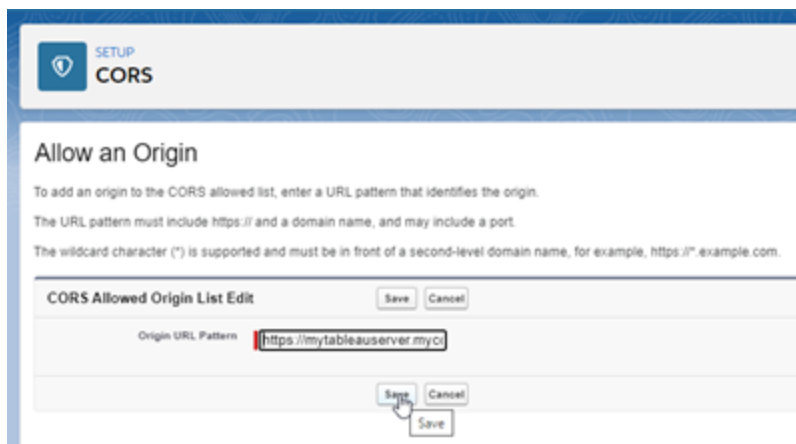 SETUP
CORS
Allow an Origin
To add an origin to the CORS allowed list, enter a URL pattern that identifies the origin.
The URL pattern must include https:// and a domain name, and may include a port.
The wildcard character (*) is supported and must be in front of a second-level domain name, for example, https://*.example.com.
CORS Allowed Origin List Edit Save Cancel
Origin URL Pattern https://mytableauserver.myco
Save Cancel
Save